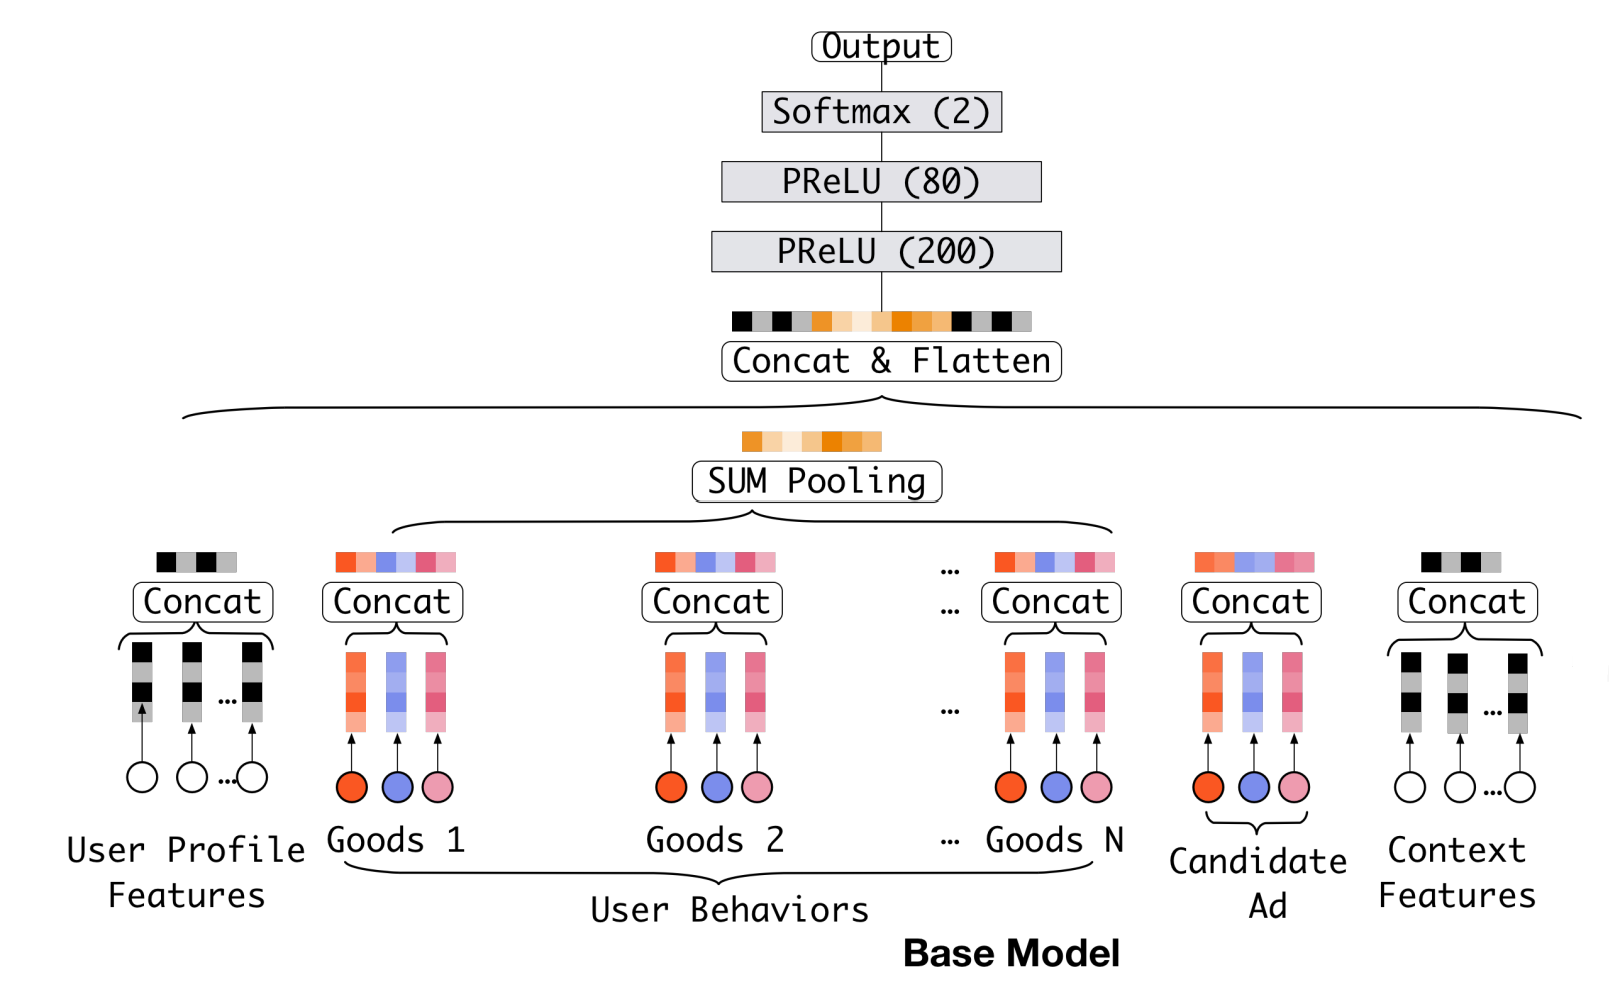 Output
Softmax (2)
PReLU (80)
PReLU (200)
Concat & Flatten
SUM Pooling
...
Concat Concat Concat ... Concat Concat Concat
... ... ...
... ...
Goods 1 Goods 2 ... Goods N
User Profile
Features
User Behaviors
Candidate
Ad
Context
Features
Base Model